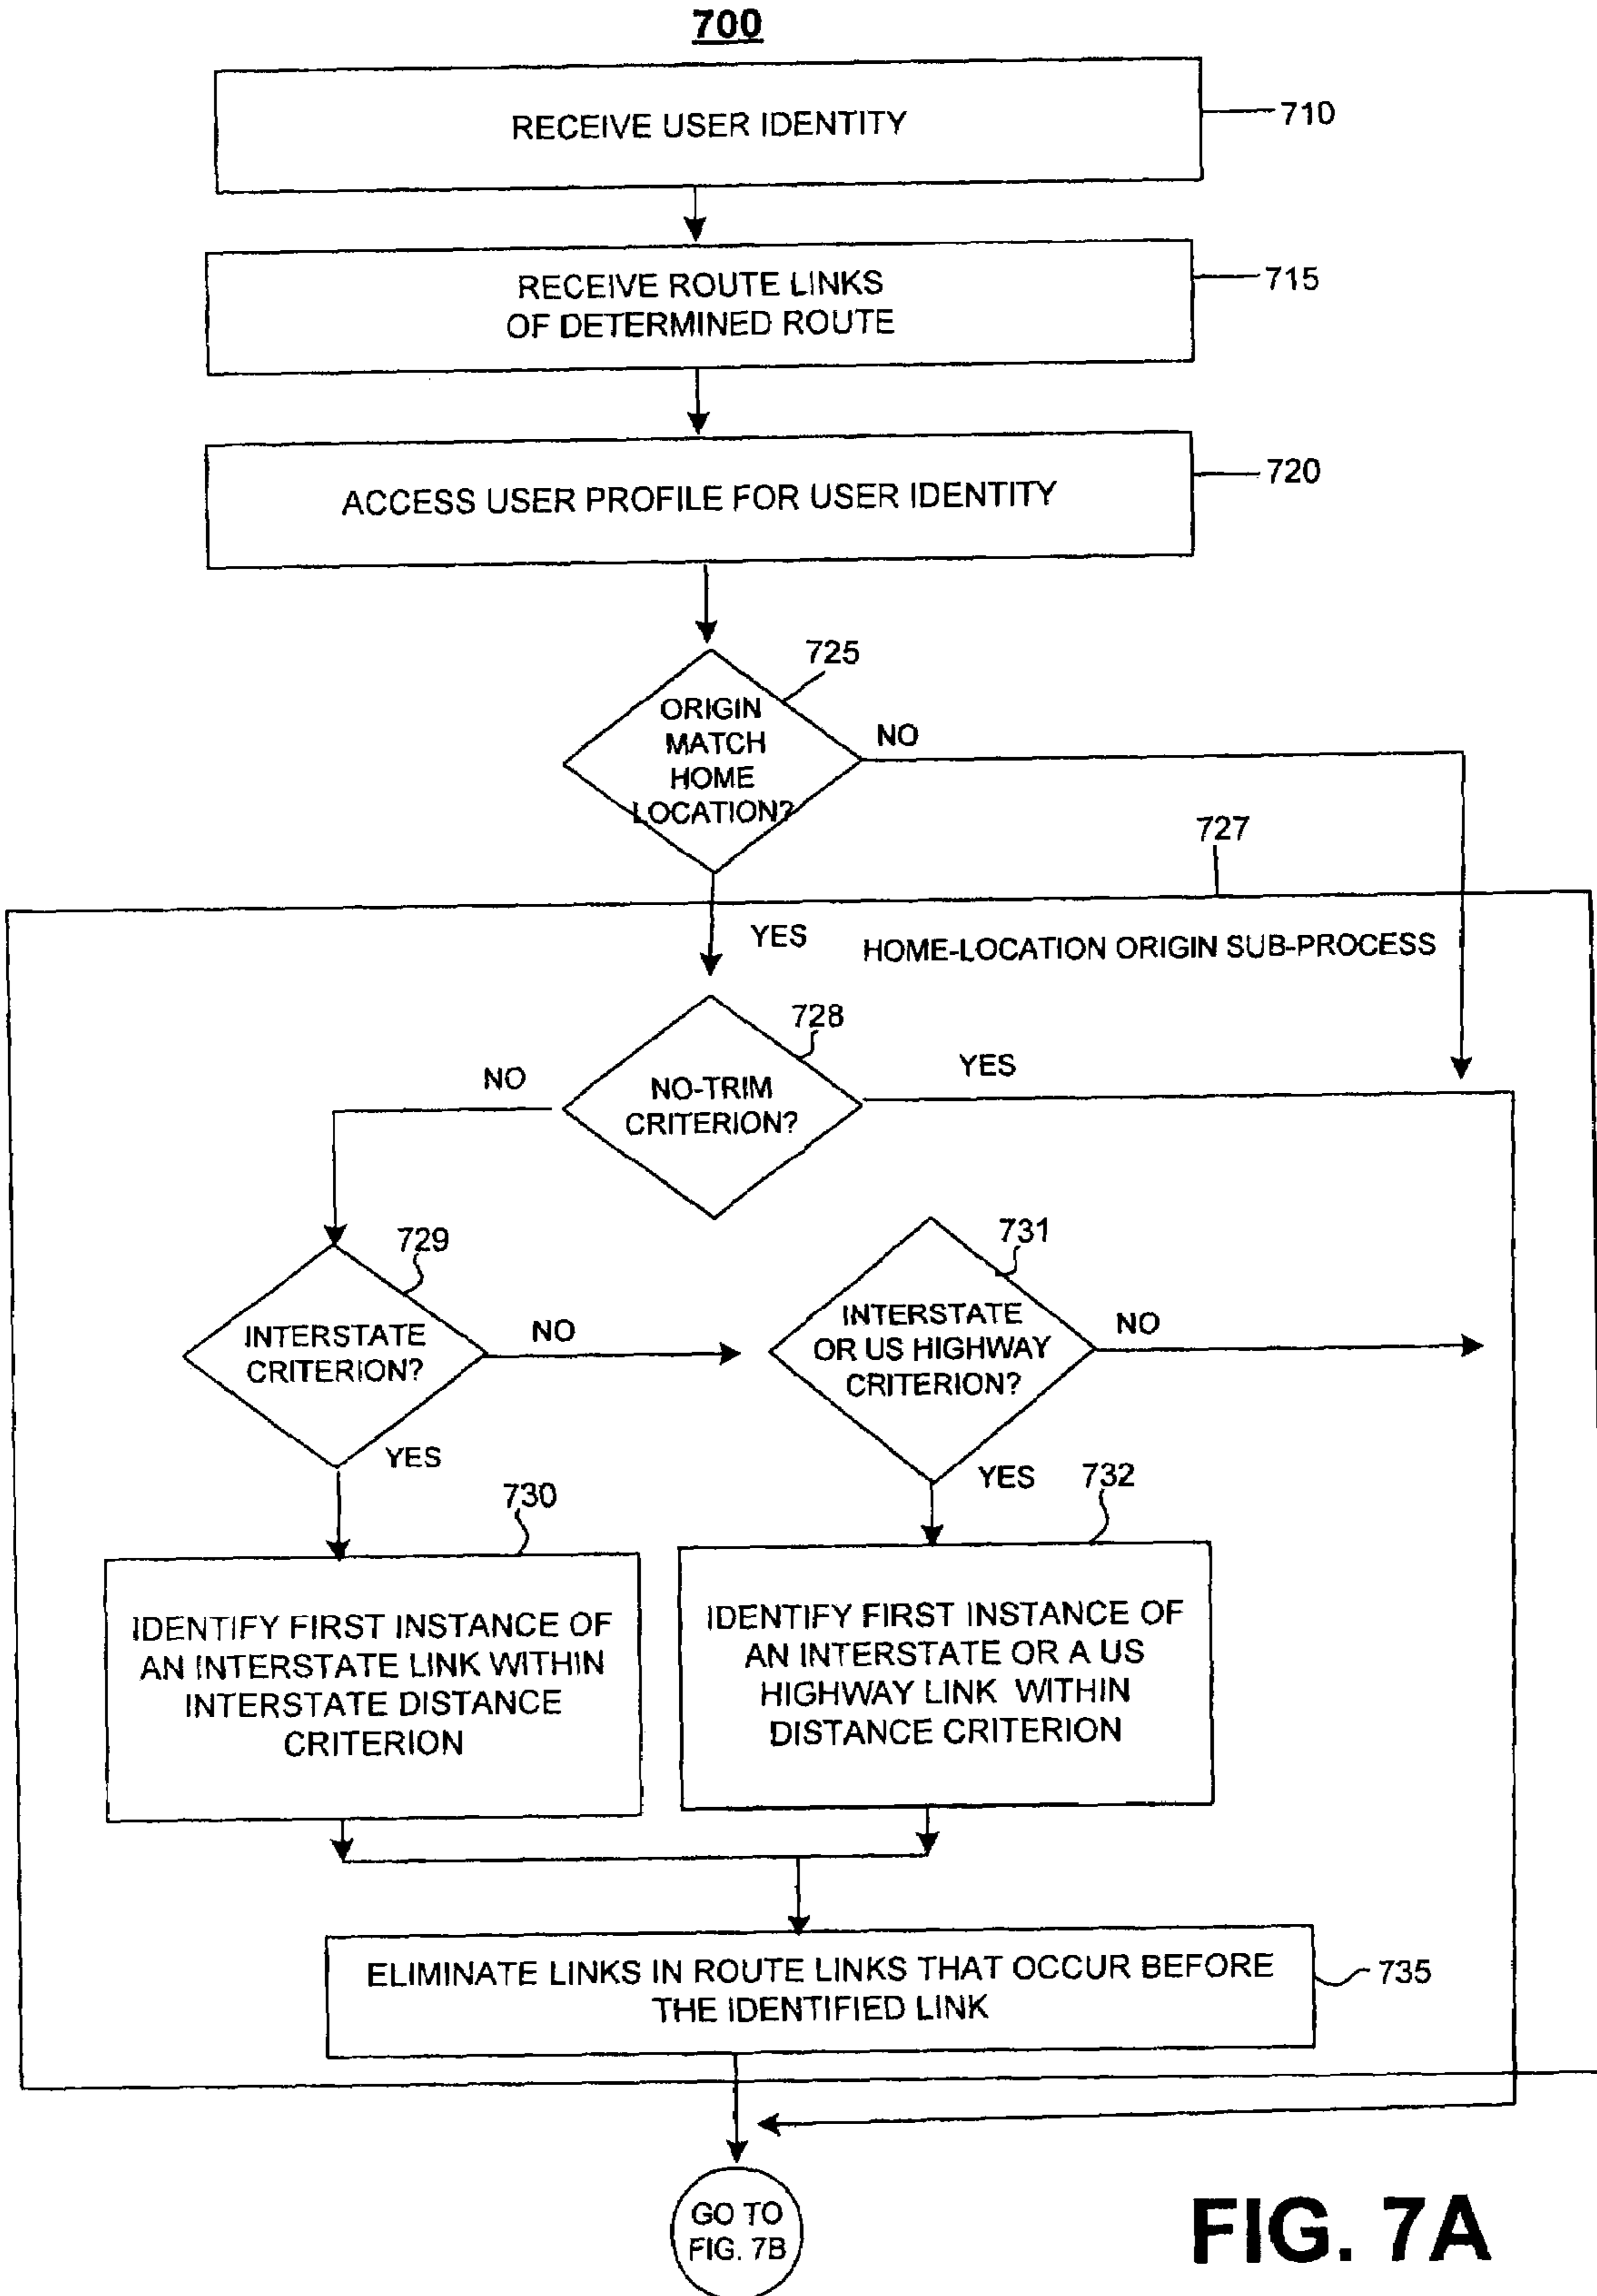 700
RECEIVE USER IDENTITY
710
RECEIVE ROUTE LINKS
OF DETERMINED ROUTE
715
ACCESS USER PROFILE FOR USER IDENTITY
720
725
ORIGIN
MATCH
HOME
LOCATION?
NO
727
YES
HOME-LOCATION ORIGIN SUB-PROCESS
728
NO
NO-TRIM
CRITERION?
YES
729
INTERSTATE
CRITERION?
NO
731
INTERSTATE
OR US HIGHWAY
CRITERION?
NO
YES
YES
730
732
IDENTIFY FIRST INSTANCE OF
AN INTERSTATE LINK WITHIN
INTERSTATE DISTANCE
CRITERION
IDENTIFY FIRST INSTANCE OF
AN INTERSTATE OR A US
HIGHWAY LINK WITHIN
DISTANCE CRITERION
ELIMINATE LINKS IN ROUTE LINKS THAT OCCUR BEFORE
THE IDENTIFIED LINK
735
GO TO
FIG. 7B
FIG. 7A